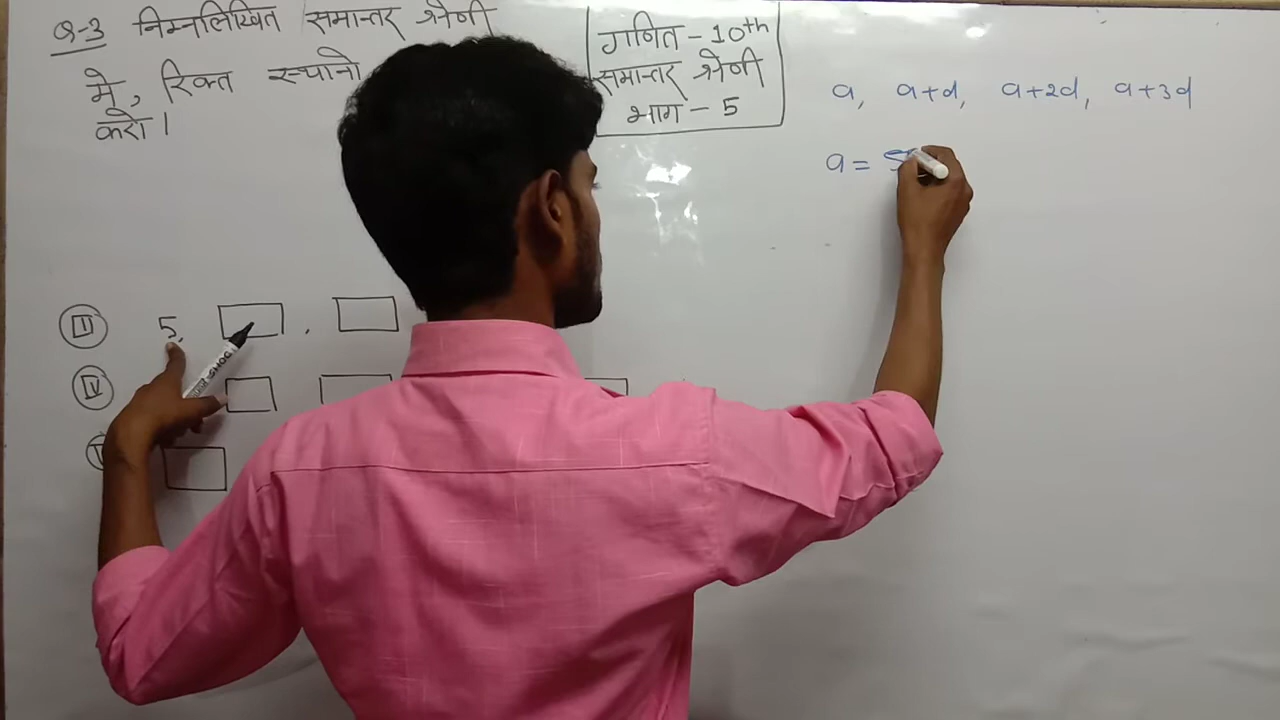 Q-3 निम्नलिखित समान्तर श्रेणी
में, रिक्त स्थानो
करो।
गणित - 10th
समान्तर श्रेणी
भाग - 5
a, a+d, a+2d, a+3d
a = 5
III 5, ,
IV